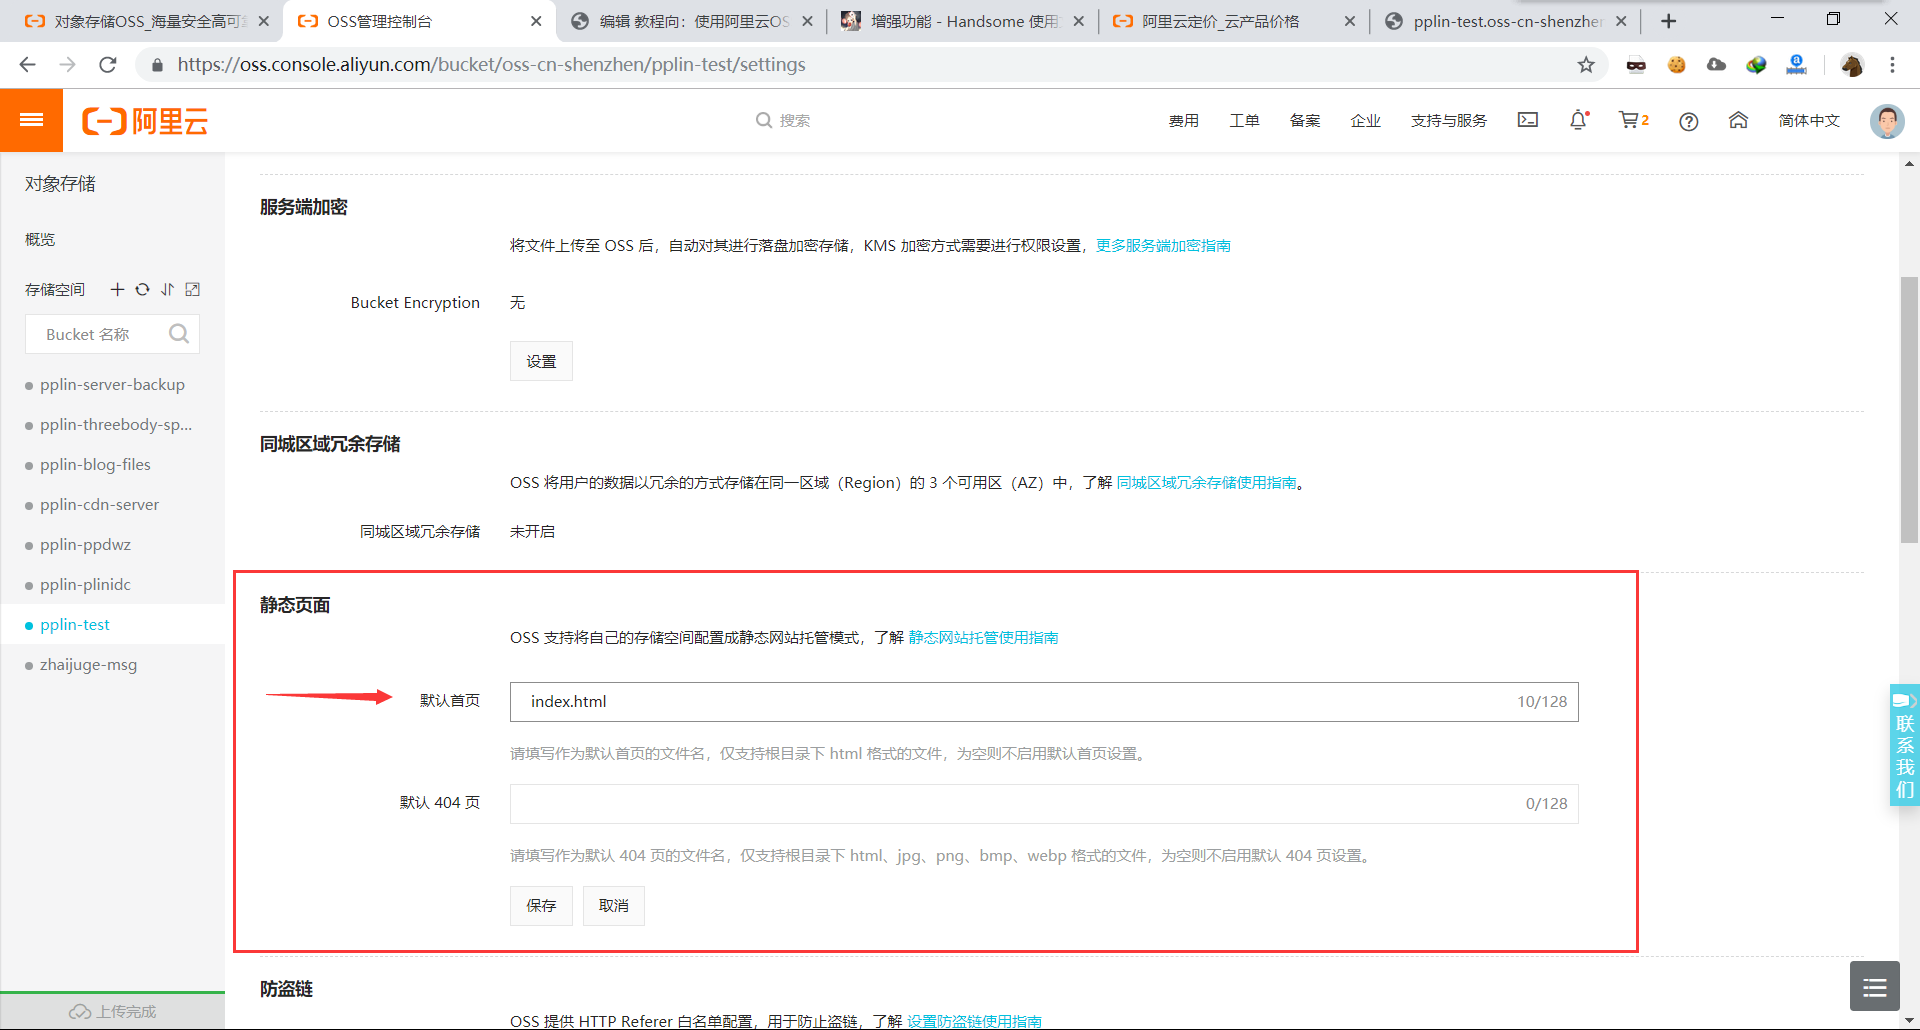 对象存储OSS_海量安全高可
OSS管理控制台
编辑 教程向：使用阿里云OS
增强功能 - Handsome 使用
阿里云定价_云产品价格
pplin-test.oss-cn-shenzhen
https://oss.console.aliyun.com/bucket/oss-cn-shenzhen/pplin-test/settings
阿里云
搜索
费用
工单
备案
企业
支持与服务
2
简体中文
对象存储
概览
存储空间
Bucket 名称
pplin-server-backup
pplin-threebody-sp...
pplin-blog-files
pplin-cdn-server
pplin-ppdwz
pplin-plinidc
pplin-test
zhaijuge-msg
上传完成
服务端加密
将文件上传至 OSS 后，自动对其进行落盘加密存储，KMS 加密方式需要进行权限设置，更多服务端加密指南
Bucket Encryption 无
设置
同城区域冗余存储
OSS 将用户的数据以冗余的方式存储在同一区域（Region）的 3 个可用区（AZ）中，了解 同城区域冗余存储使用指南。
同城区域冗余存储 未开启
静态页面
OSS 支持将自己的存储空间配置成静态网站托管模式，了解 静态网站托管使用指南
默认首页 index.html 10/128
请填写作为默认首页的文件名，仅支持根目录下 html 格式的文件，为空则不启用默认首页设置。
默认 404 页 0/128
请填写作为默认 404 页的文件名，仅支持根目录下 html、jpg、png、bmp、webp 格式的文件，为空则不启用默认 404 页设置。
保存 取消
防盗链
OSS 提供 HTTP Referer 白名单配置，用于防止盗链，了解 设置防盗链使用指南
联系我们